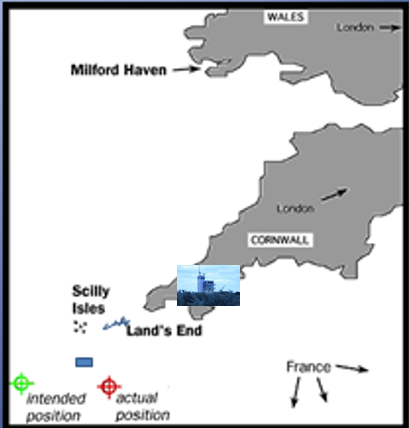 WALES
London
Milford Haven
London
CORNWALL
Scilly
Isles
Land's End
France
intended
position
actual
position